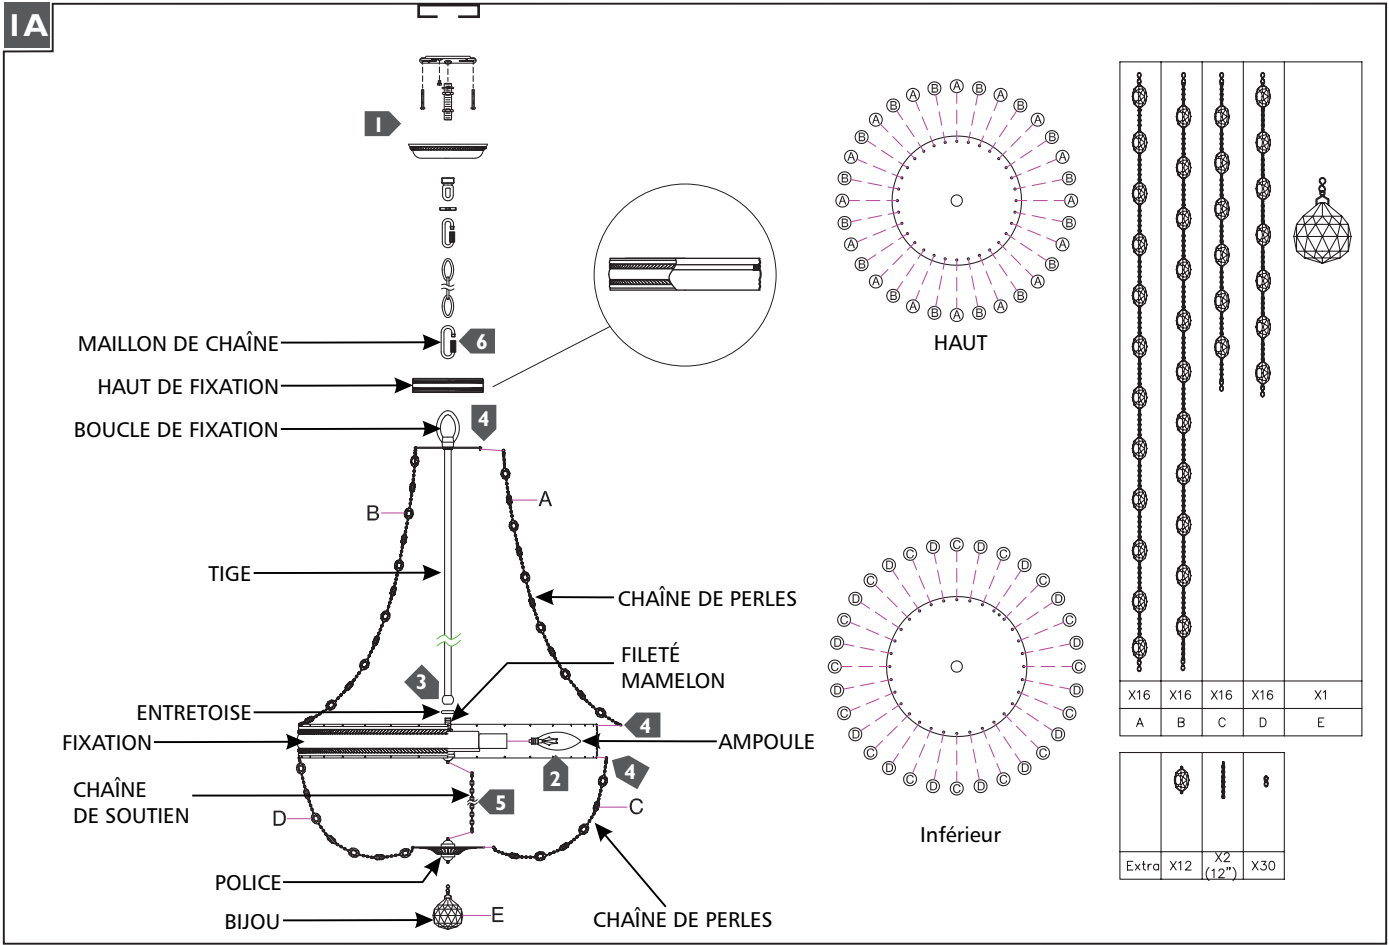 IA
I
MAILLON DE CHAÎNE
6
HAUT DE FIXATION
BOUCLE DE FIXATION
4
B
A
TIGE
CHAÎNE DE PERLES
FILETÉ
MAMELON
3
ENTRETOISE
4
FIXATION
AMPOULE
2
4
CHAÎNE
DE SOUTIEN
5
D
C
POLICE
BIJOU
E
CHAÎNE DE PERLES
A B A B A B A B A B A B A B A B A B A B A B A B A B A B A B A B
HAUT
C D C D C D C D C D C D C D C D C D C D C D C D C D C D C D C D
Inférieur
X16 X16 X16 X16 X1
A B C D E
Extra X12 X2 (12") X30